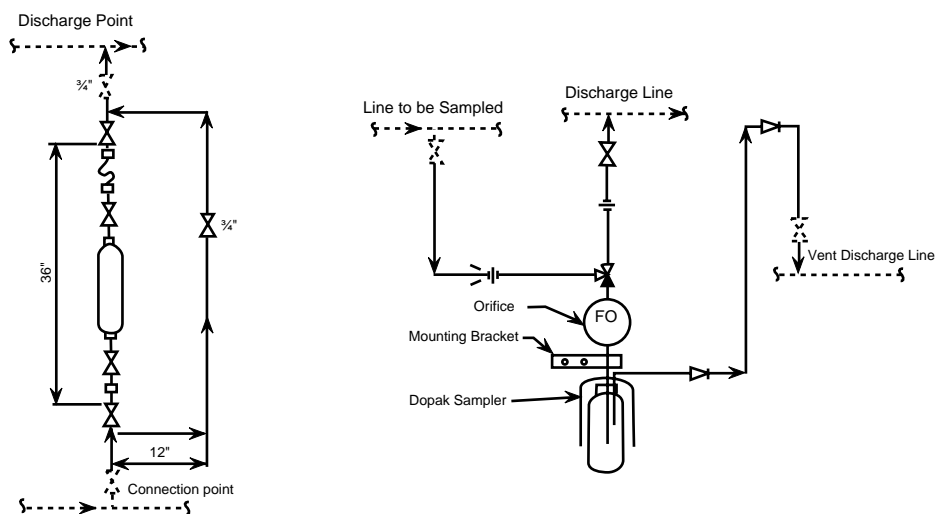 Discharge Point
¾"
36"
¾"
12"
Connection point
Line to be Sampled
Discharge Line
Vent Discharge Line
Orifice
FO
Mounting Bracket
Dopak Sampler